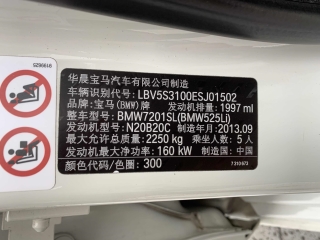 华晨宝马汽车有限公司制造
车辆识别代号: LBV5S3100ESJ01502
品牌: 宝马(BMW)牌 发动机排量: 1997 ml
整车型号: BMW7201SL(BMW525Li)
发动机型号: N20B20C 制造年月: 2013.09
最大允许总质量: 2250 kg 乘坐人数: 5 人
发动机最大净功率: 160 kW 制造国: 中国
颜色代码/色圈: 300